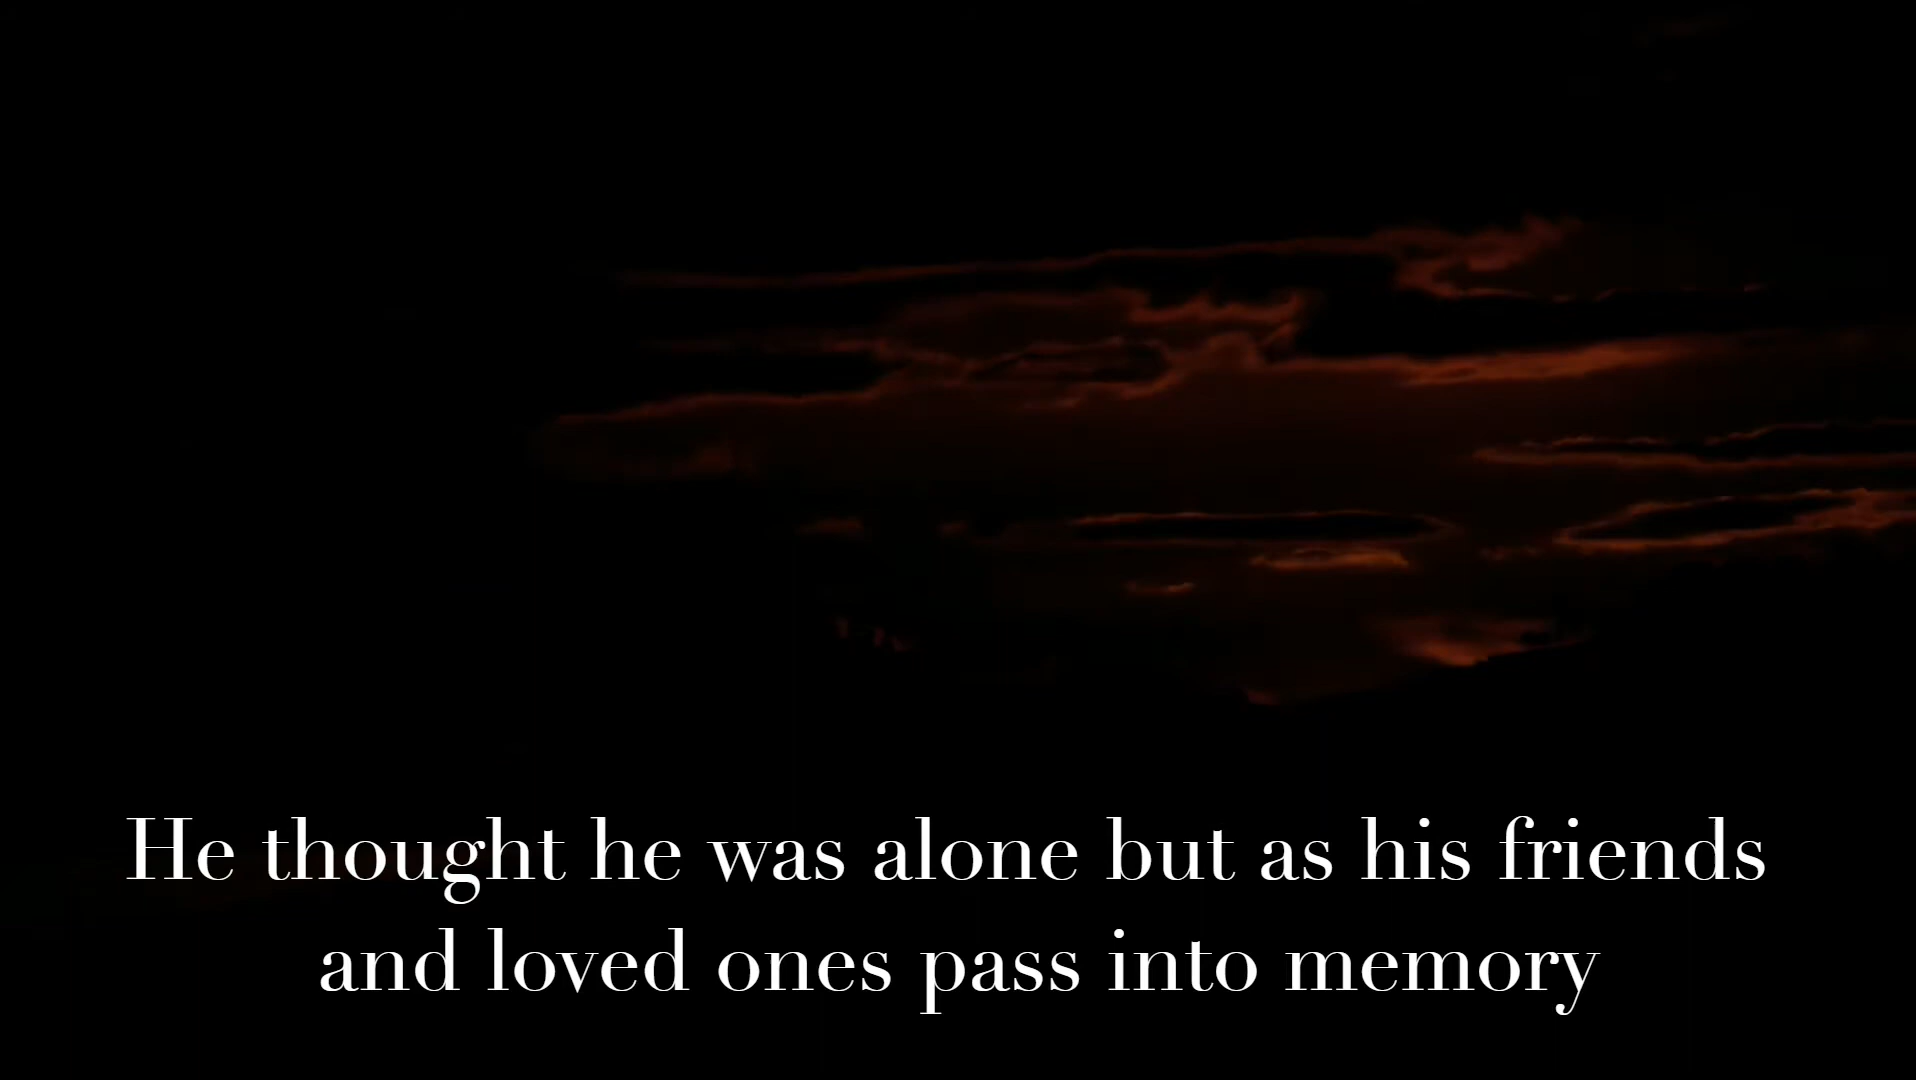 He thought he was alone but as his friends
and loved ones pass into memory